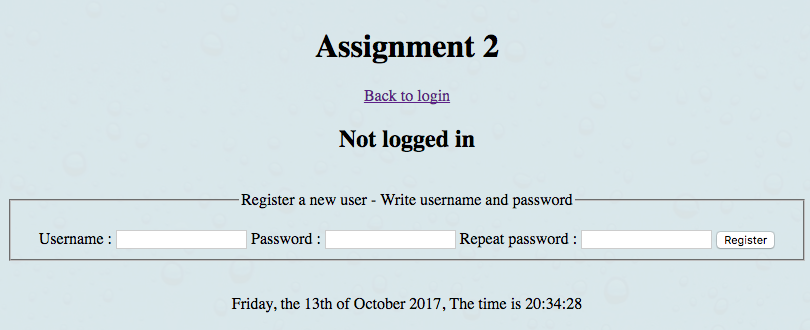 Assignment 2
Back to login
Not logged in
Register a new user - Write username and password
Username : Password : Repeat password : Register
Friday, the 13th of October 2017, The time is 20:34:28